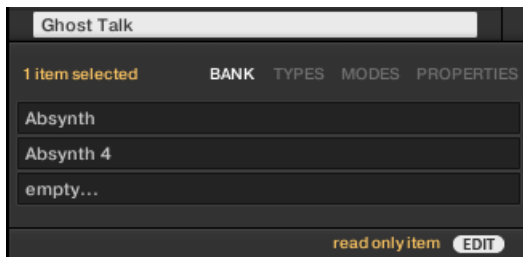 Ghost Talk
1 item selected BANK TYPES MODES PROPERTIES
Absynth
Absynth 4
empty...
read only item EDIT